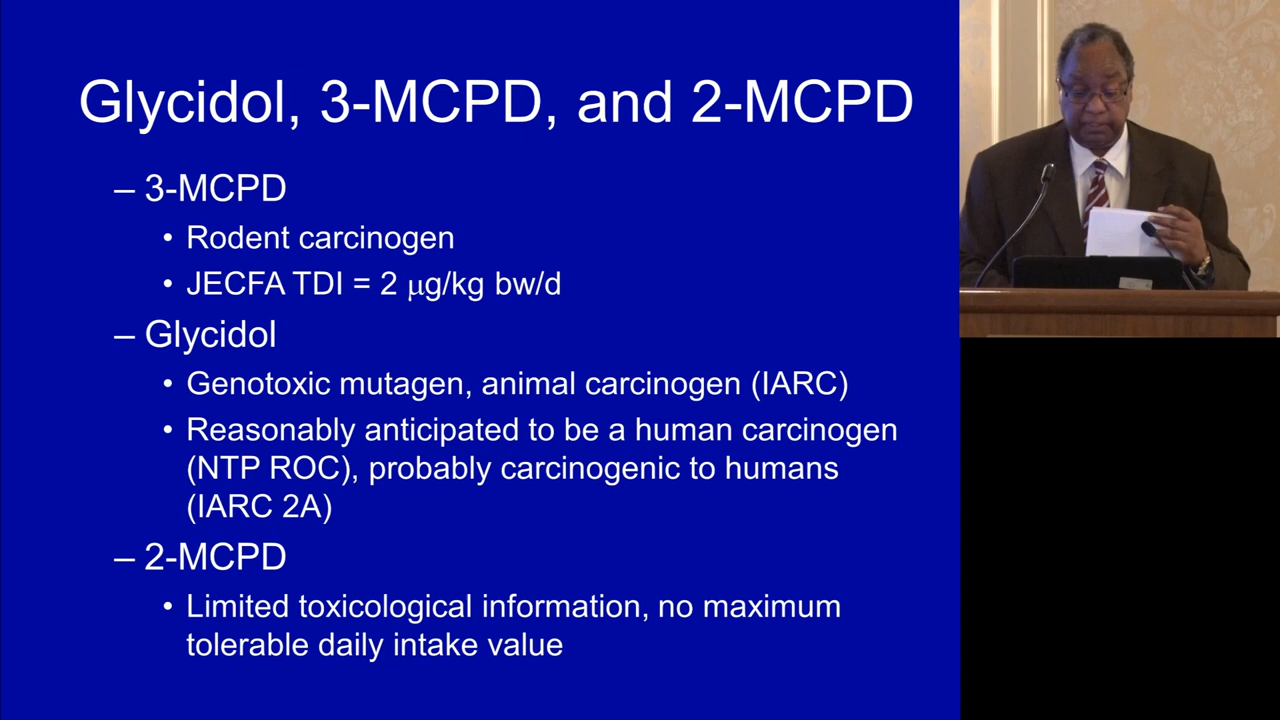 Glycidol, 3-MCPD, and 2-MCPD
– 3-MCPD
• Rodent carcinogen
• JECFA TDI = 2 μg/kg bw/d
– Glycidol
• Genotoxic mutagen, animal carcinogen (IARC)
• Reasonably anticipated to be a human carcinogen
(NTP ROC), probably carcinogenic to humans
(IARC 2A)
– 2-MCPD
• Limited toxicological information, no maximum
tolerable daily intake value